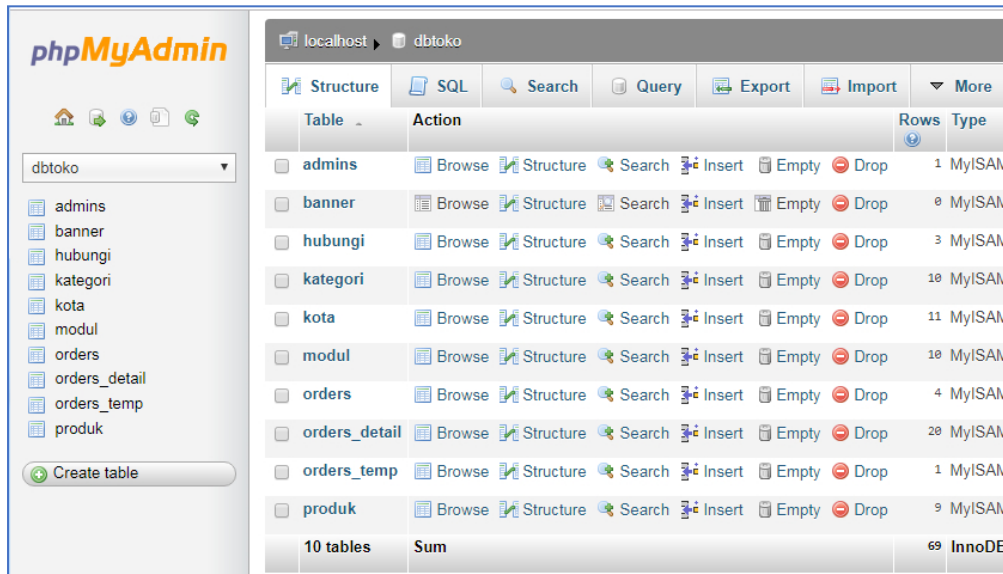 phpMyAdmin
dbtoko
admins
banner
hubungi
kategori
kota
modul
orders
orders_detail
orders_temp
produk
Create table
localhost dbtoko
Structure SQL Search Query Export Import More
Table Action Rows Type
admins Browse Structure Search Insert Empty Drop 1 MyISAM
banner Browse Structure Search Insert Empty Drop 0 MyISAM
hubungi Browse Structure Search Insert Empty Drop 3 MyISAM
kategori Browse Structure Search Insert Empty Drop 10 MyISAM
kota Browse Structure Search Insert Empty Drop 11 MyISAM
modul Browse Structure Search Insert Empty Drop 10 MyISAM
orders Browse Structure Search Insert Empty Drop 4 MyISAM
orders_detail Browse Structure Search Insert Empty Drop 20 MyISAM
orders_temp Browse Structure Search Insert Empty Drop 1 MyISAM
produk Browse Structure Search Insert Empty Drop 9 MyISAM
10 tables Sum 69 InnoDB